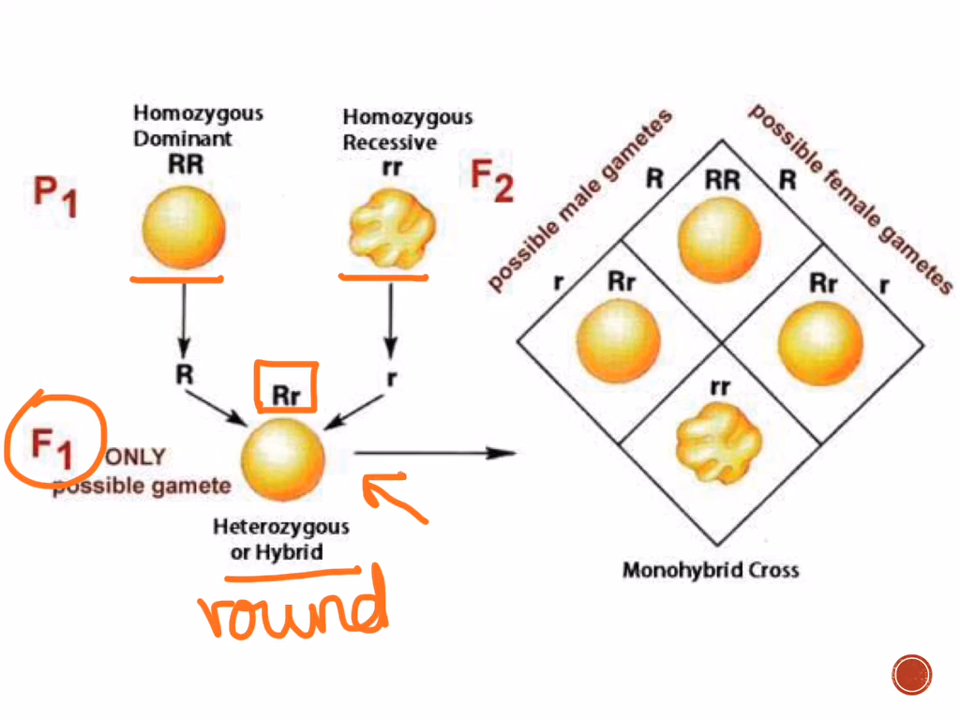 Homozygous
Dominant
RR
Homozygous
Recessive
rr
P1
R
r
Rr
F1
ONLY
possible gamete
Heterozygous
or Hybrid
round
F2
possible male gametes
possible female gametes
R
RR
R
r
Rr
Rr
r
rr
Monohybrid Cross